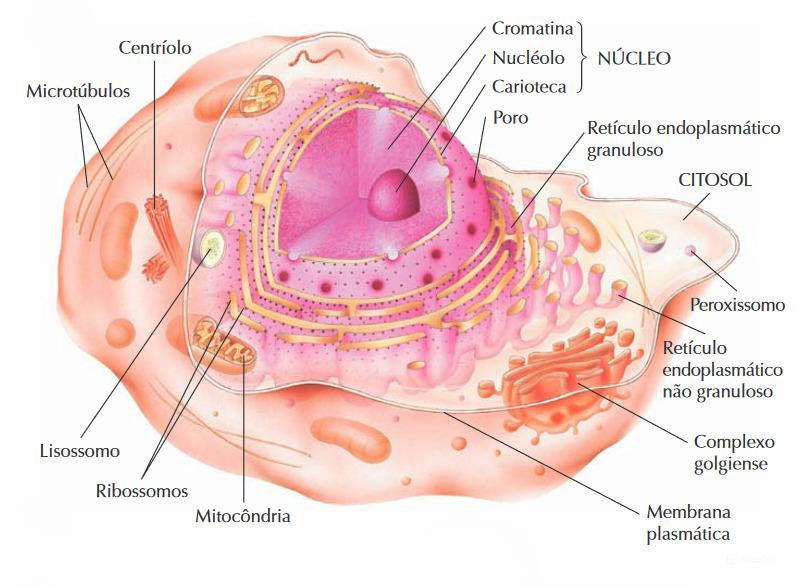 Cromatina
Nucléolo
Carioteca
NÚCLEO
Poro
Centríolo
Microtúbulos
Retículo endoplasmático
granuloso
CITOSOL
Peroxissomo
Retículo
endoplasmático
não granuloso
Complexo
golgiense
Membrana
plasmática
Lisossomo
Ribossomos
Mitocôndria